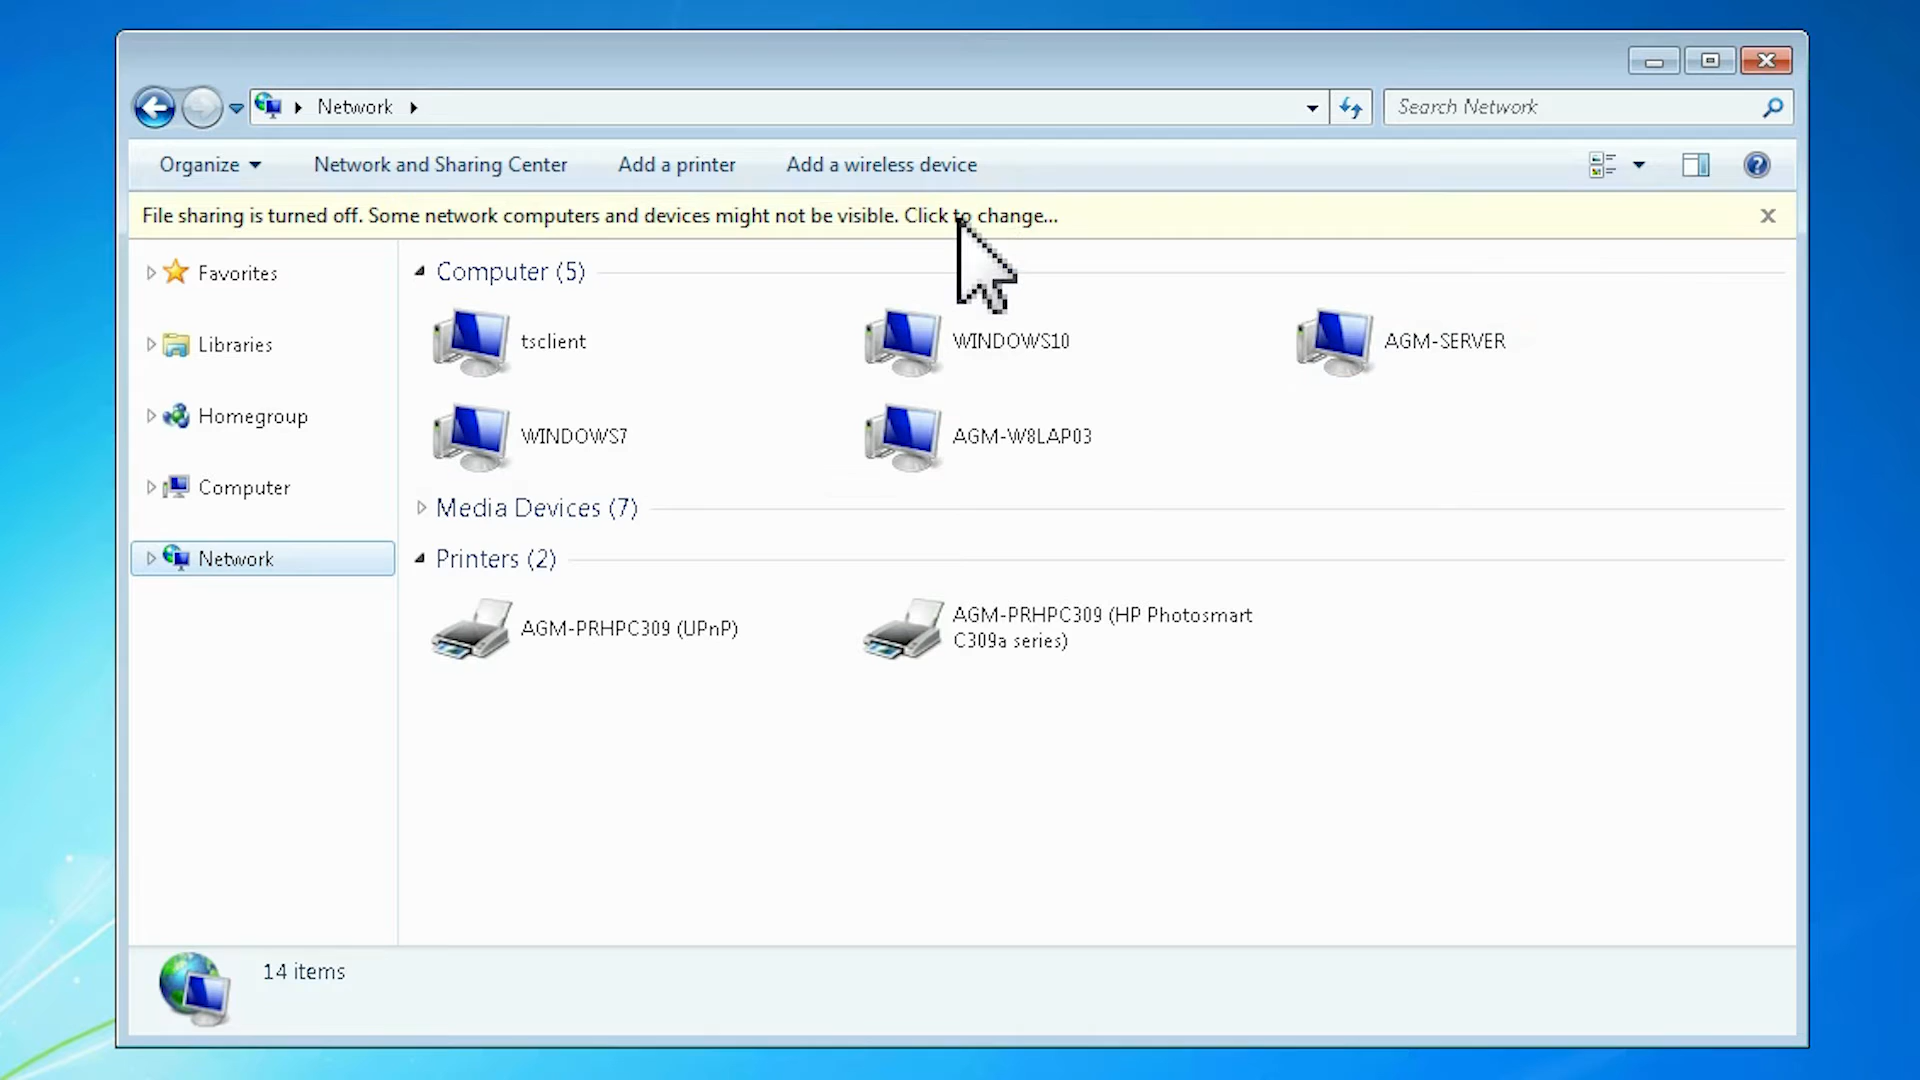 Network
Search Network
Organize
Network and Sharing Center
Add a printer
Add a wireless device
File sharing is turned off. Some network computers and devices might not be visible. Click to change...
Favorites
Libraries
Homegroup
Computer
Network
Computer (5)
tsclient
WINDOWS10
AGM-SERVER
WINDOWS7
AGM-W8LAP03
Media Devices (7)
Printers (2)
AGM-PRHPC309 (UPnP)
AGM-PRHPC309 (HP Photosmart
C309a series)
14 items